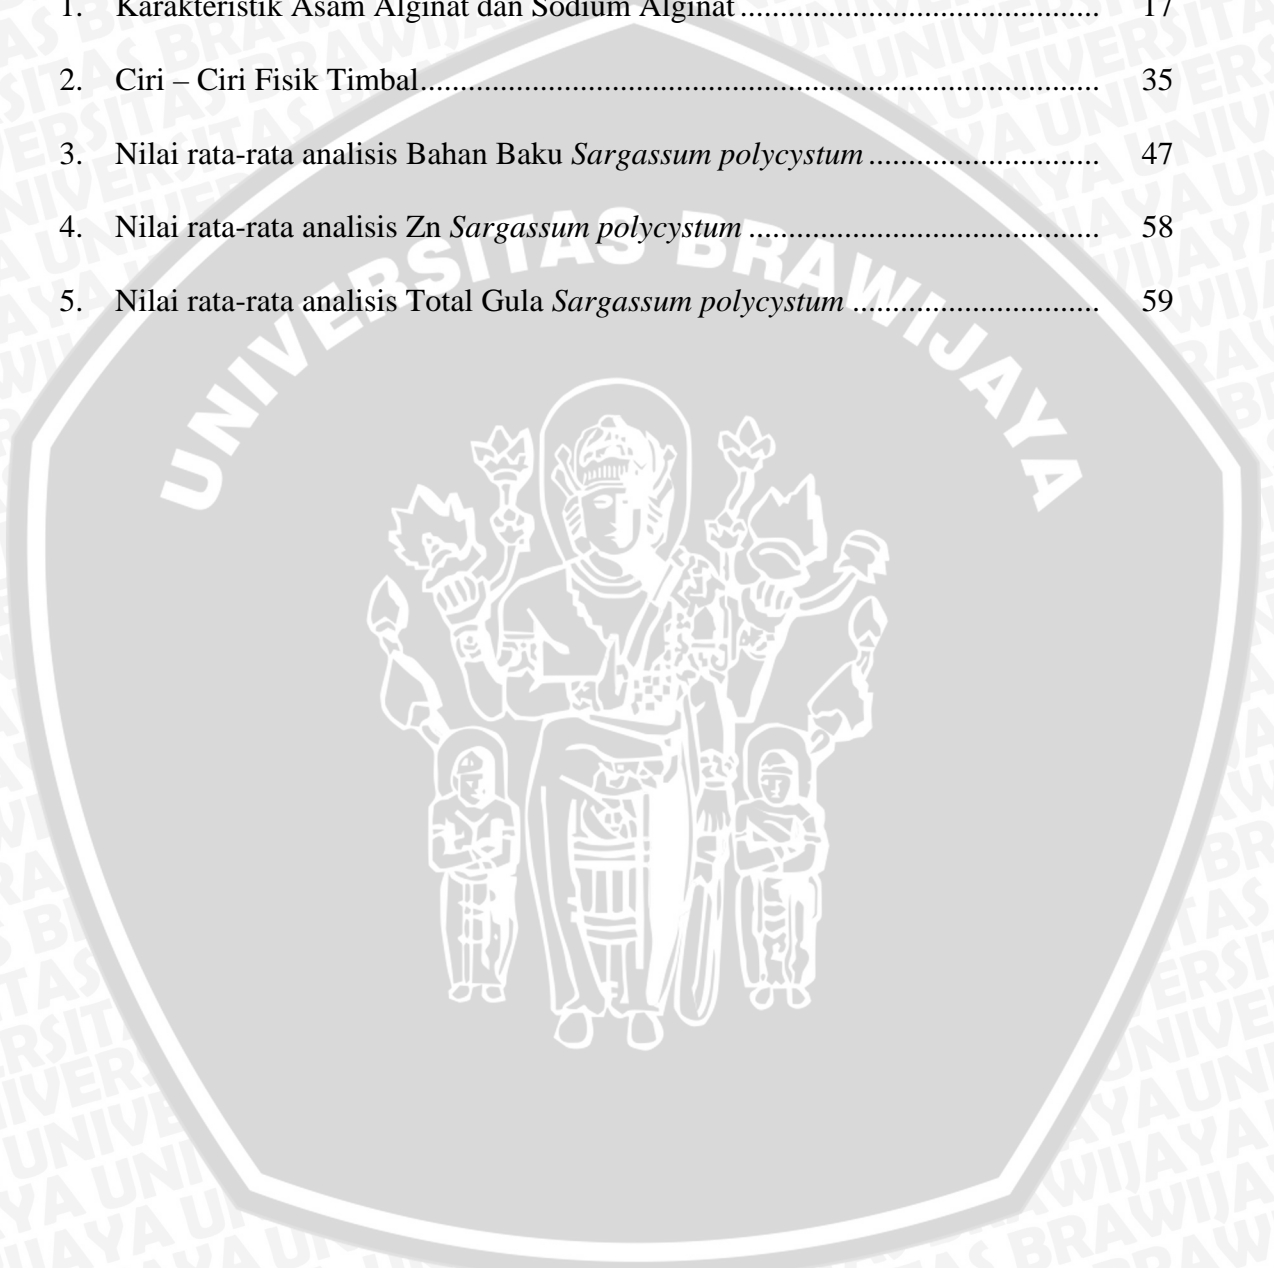 1. Karakteristik Asam Alginat dan Sodium Alginat .................................... 17
2. Ciri – Ciri Fisik Timbal.................................................................... 35
3. Nilai rata-rata analisis Bahan Baku Sargassum polycystum ....................... 47
4. Nilai rata-rata analisis Zn Sargassum polycystum ................................... 58
5. Nilai rata-rata analisis Total Gula Sargassum polycystum ......................... 59
UNIVERSITAS BRAWIJAYA